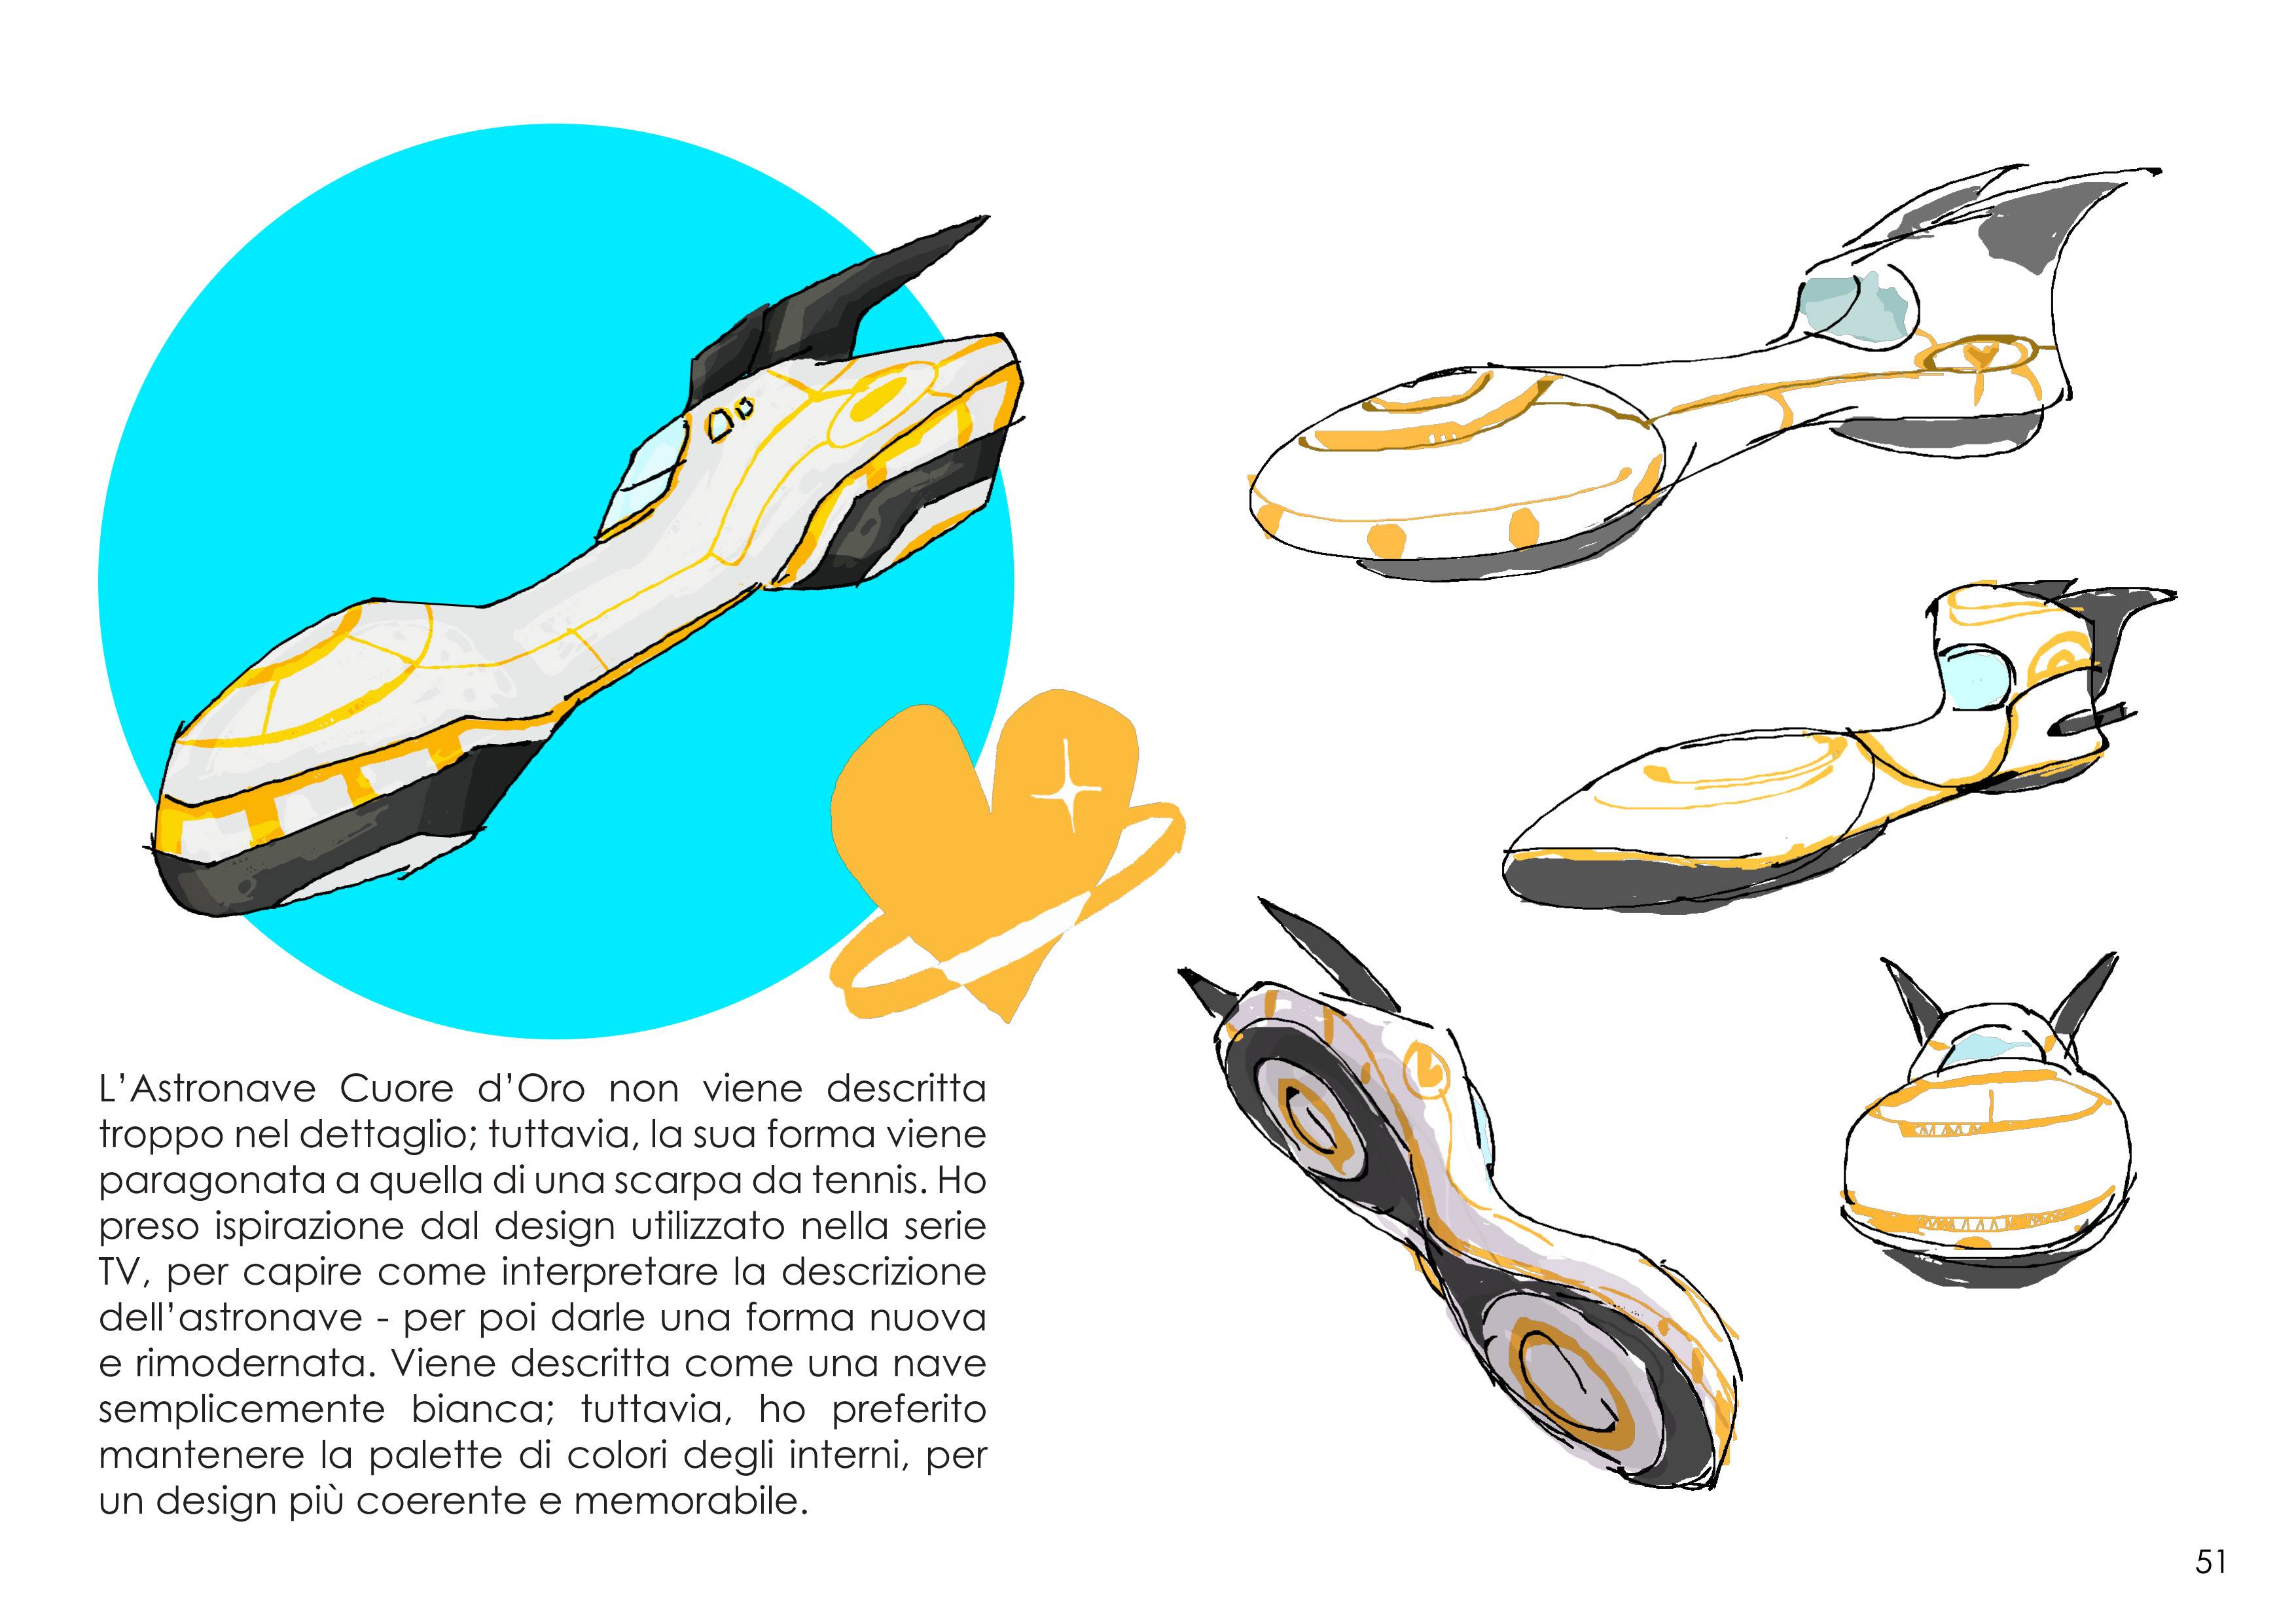 L’Astronave Cuore d’Oro non viene descritta
troppo nel dettaglio; tuttavia, la sua forma viene
paragonata a quella di una scarpa da tennis. Ho
preso ispirazione dal design utilizzato nella serie
TV, per capire come interpretare la descrizione
dell’astronave - per poi darle una forma nuova
e rimodernata. Viene descritta come una nave
semplicemente bianca; tuttavia, ho preferito
mantenere la palette di colori degli interni, per
un design più coerente e memorabile.
51